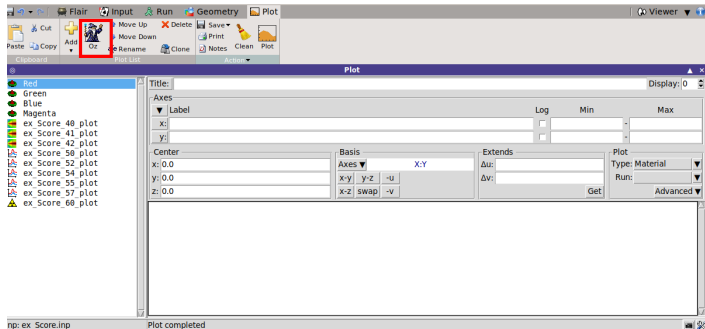 Flair Input Run Geometry Plot Viewer
Cut Move Up Delete Save
Move Down Print
Paste Copy Add Oz Rename Clone Notes Clean Plot
Clipboard Plot List Action
Plot
Red
Green
Blue
Magenta
ex_Score_40_plot
ex_Score_41_plot
ex_Score_42_plot
ex_Score_50_plot
ex_Score_52_plot
ex_Score_54_plot
ex_Score_55_plot
ex_Score_57_plot
ex_Score_60_plot
Title: Display: 0
Axes
Label Log Min Max
x: -
y: -
Center Basis Extends Plot
x: 0.0 Axes X:Y Δu: Type: Material
y: 0.0 x-y y-z -u Δv: Run:
z: 0.0 x-z swap -v Get Advanced
np: ex_Score.inp Plot completed